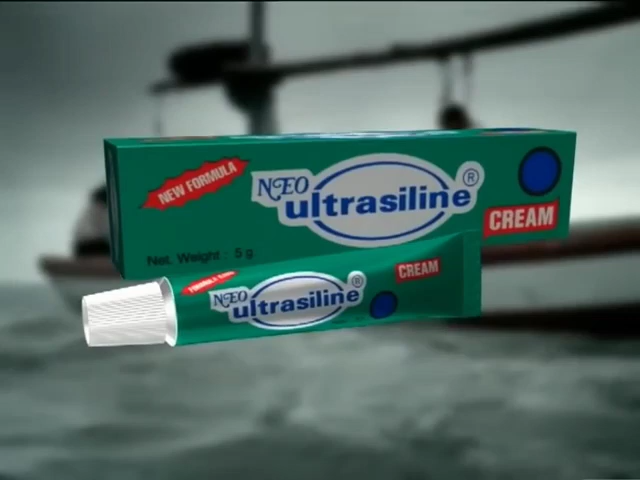 NEW FORMULA
NEO
ultrasiline®
CREAM
Net. Weight : 5 g.
NEO
ultrasiline®
CREAM